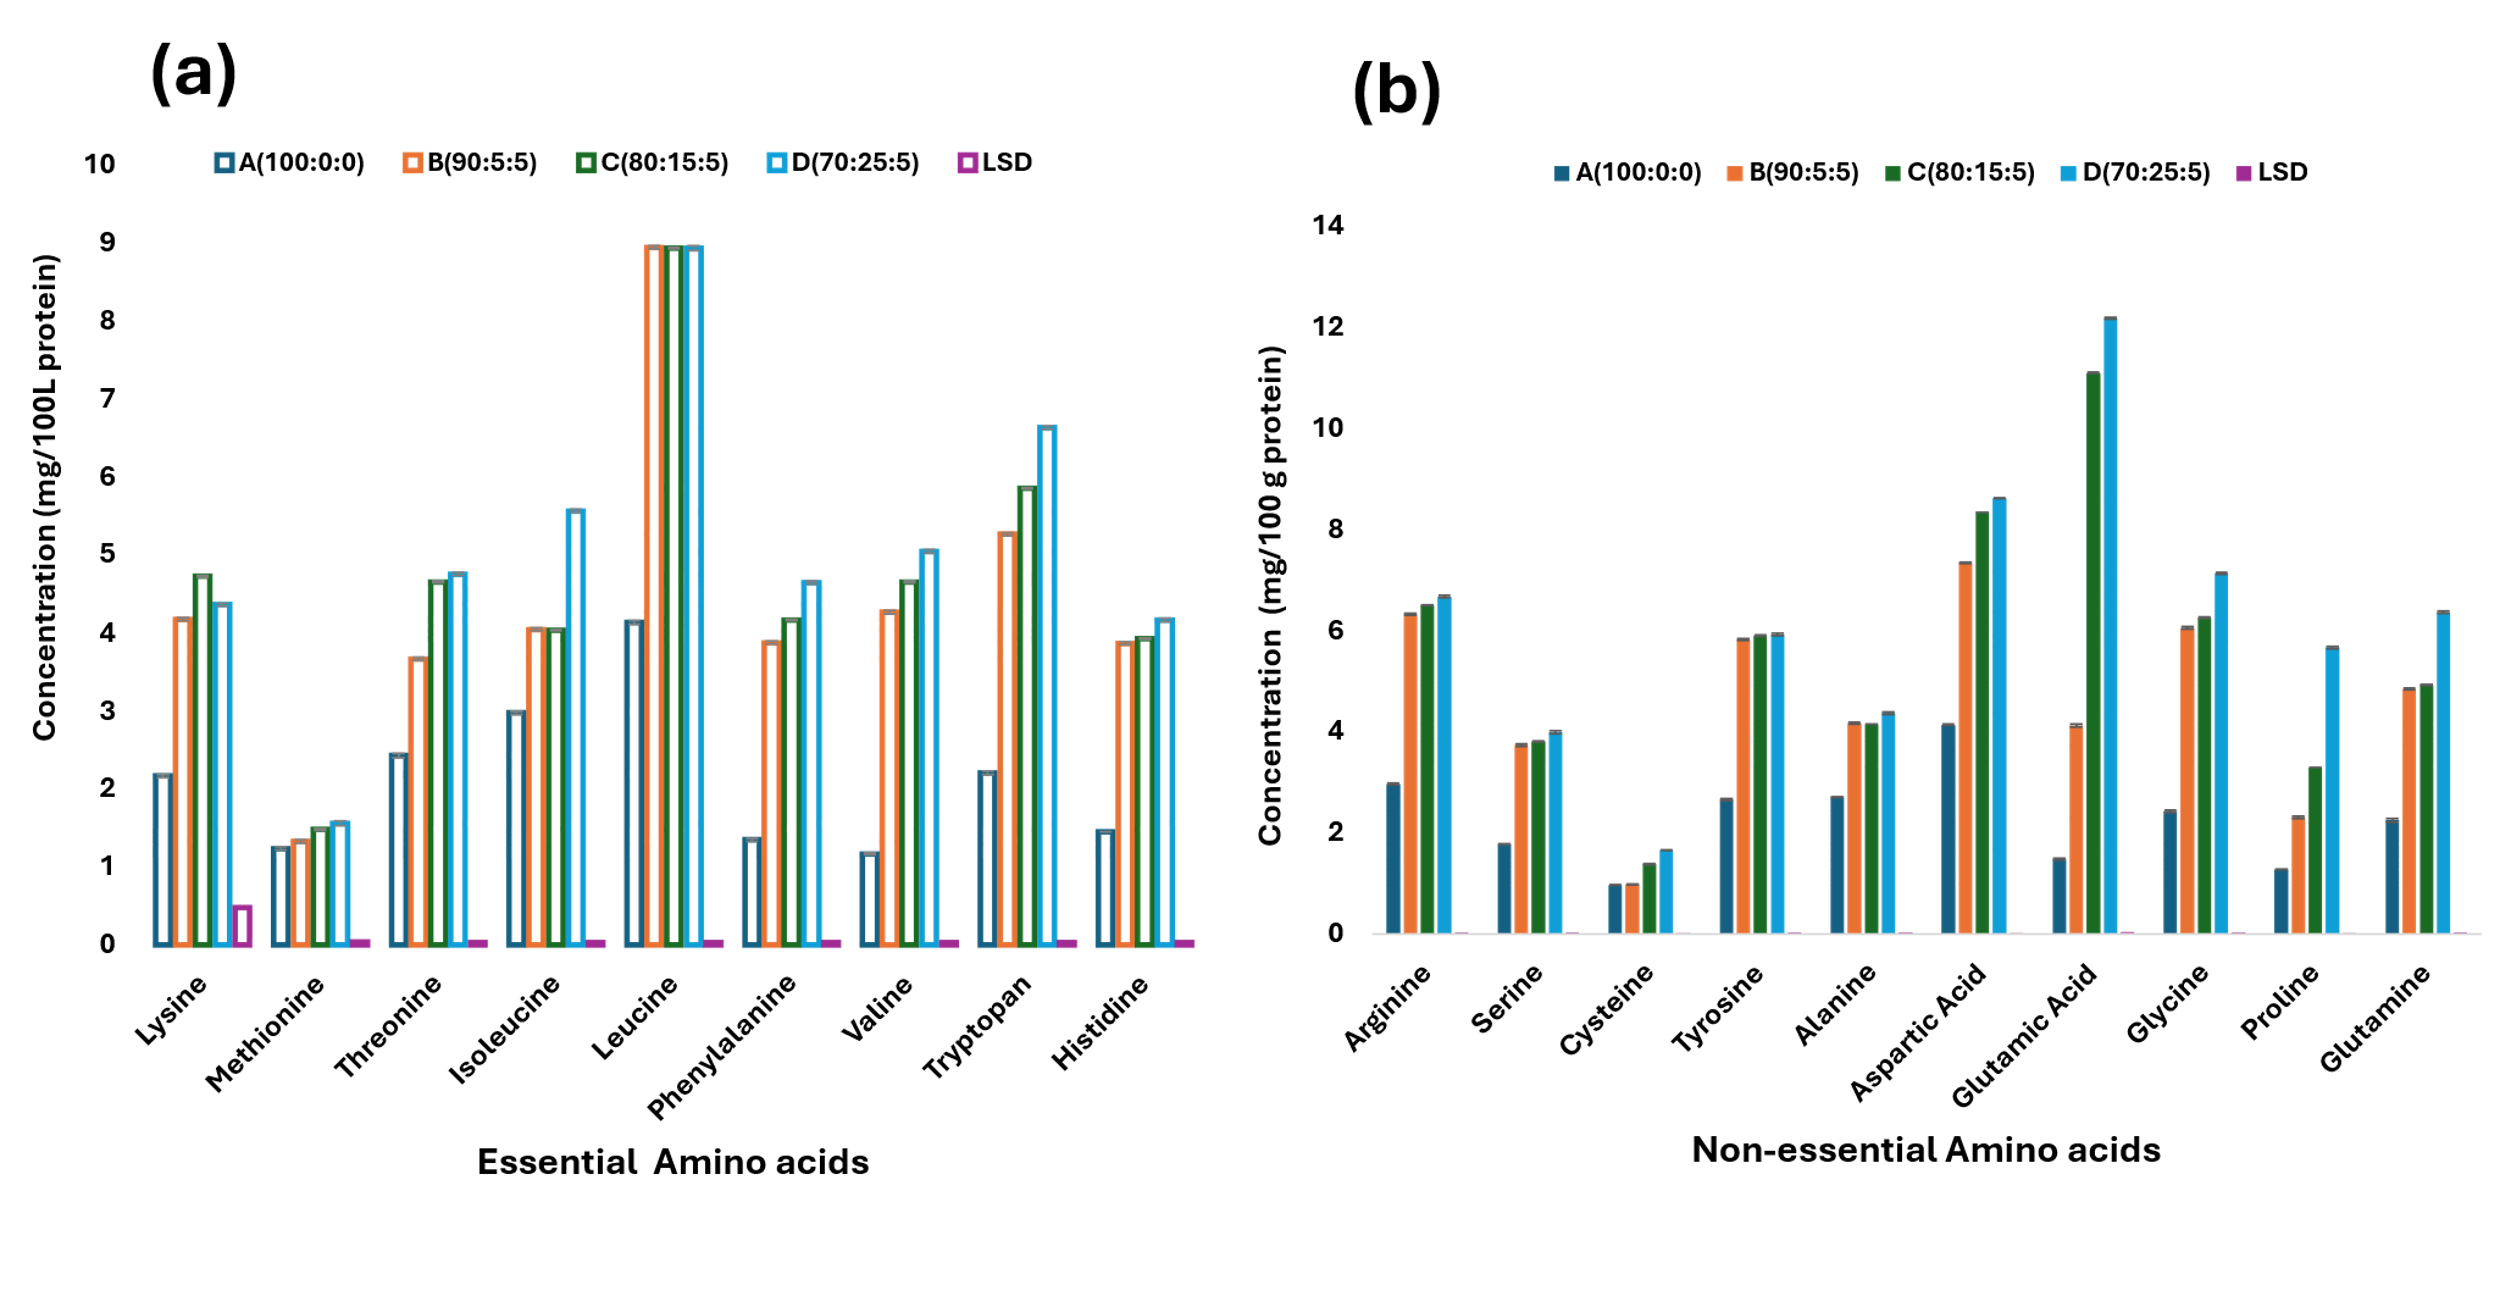 (a)
A(100:0:0) B(90:5:5) C(80:15:5) D(70:25:5) LSD
Concentration (mg/100L protein)
10
9
8
7
6
5
4
3
2
1
0
Lysine
Methionine
Threonine
Isoleucine
Leucine
Phenylalanine
Valine
Tryptopan
Histidine
Essential Amino acids
(b)
A(100:0:0) B(90:5:5) C(80:15:5) D(70:25:5) LSD
Concentration (mg/100 g protein)
14
12
10
8
6
4
2
0
Arginine
Serine
Cysteine
Tyrosine
Alanine
Aspartic Acid
Glutamic Acid
Glycine
Proline
Glutamine
Non-essential Amino acids